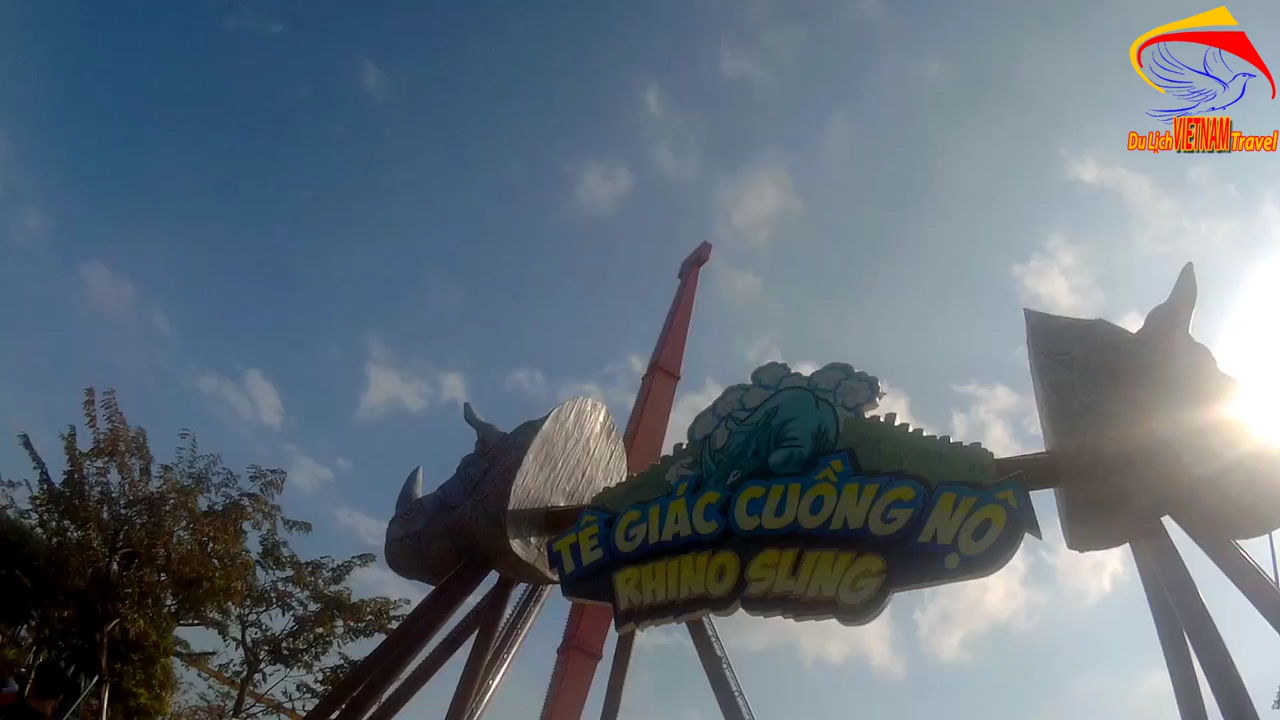 Du Lịch VIETNAM Travel
TÊ GIÁC CUỒNG NỘ
RHINO SLING